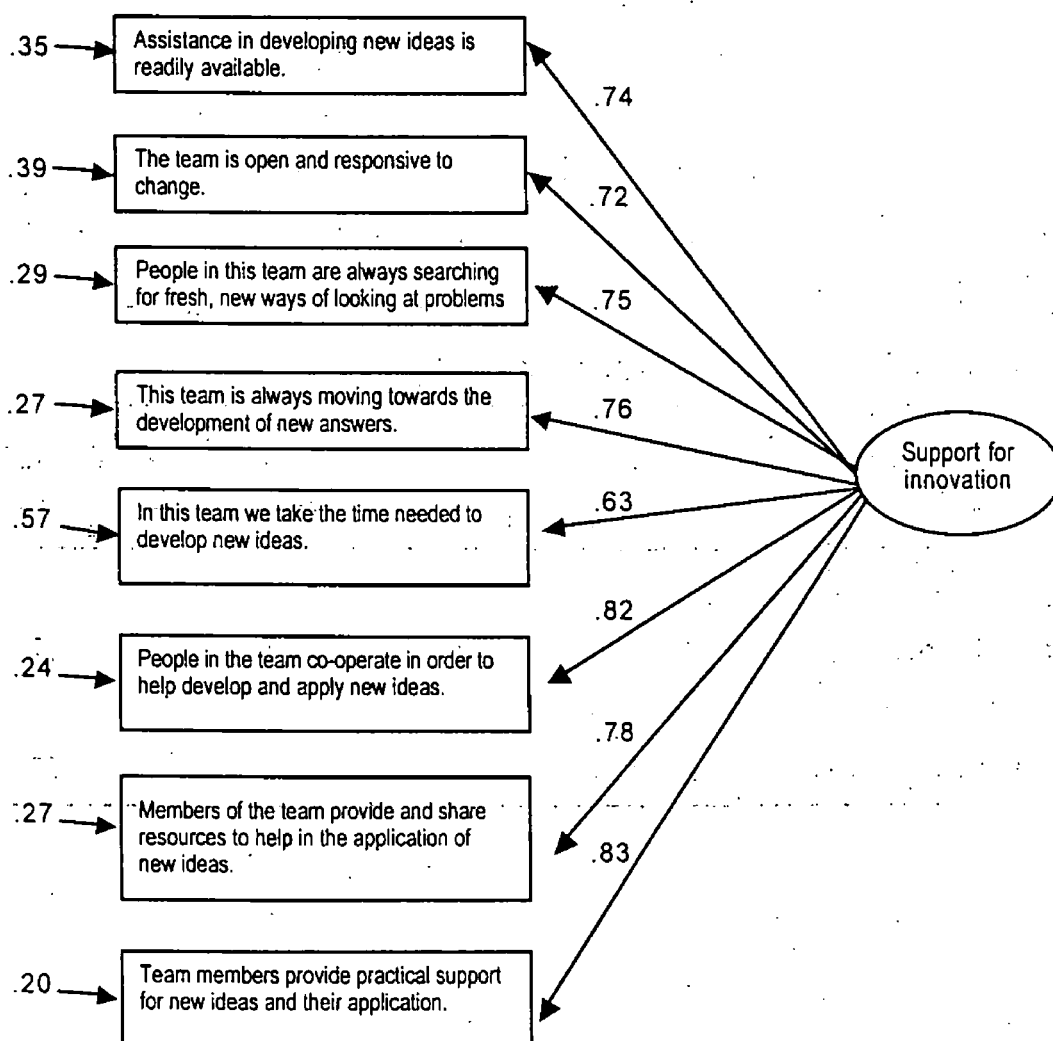 .35
Assistance in developing new ideas is
readily available.
.74
.39
The team is open and responsive to
change.
.72
.29
People in this team are always searching
for fresh, new ways of looking at problems
.75
.27
This team is always moving towards the
development of new answers.
.76
Support for
innovation
.57
In this team we take the time needed to
develop new ideas.
.63
.24
People in the team co-operate in order to
help develop and apply new ideas.
.82
.27
Members of the team provide and share
resources to help in the application of
new ideas.
.78
.20
Team members provide practical support
for new ideas and their application.
.83